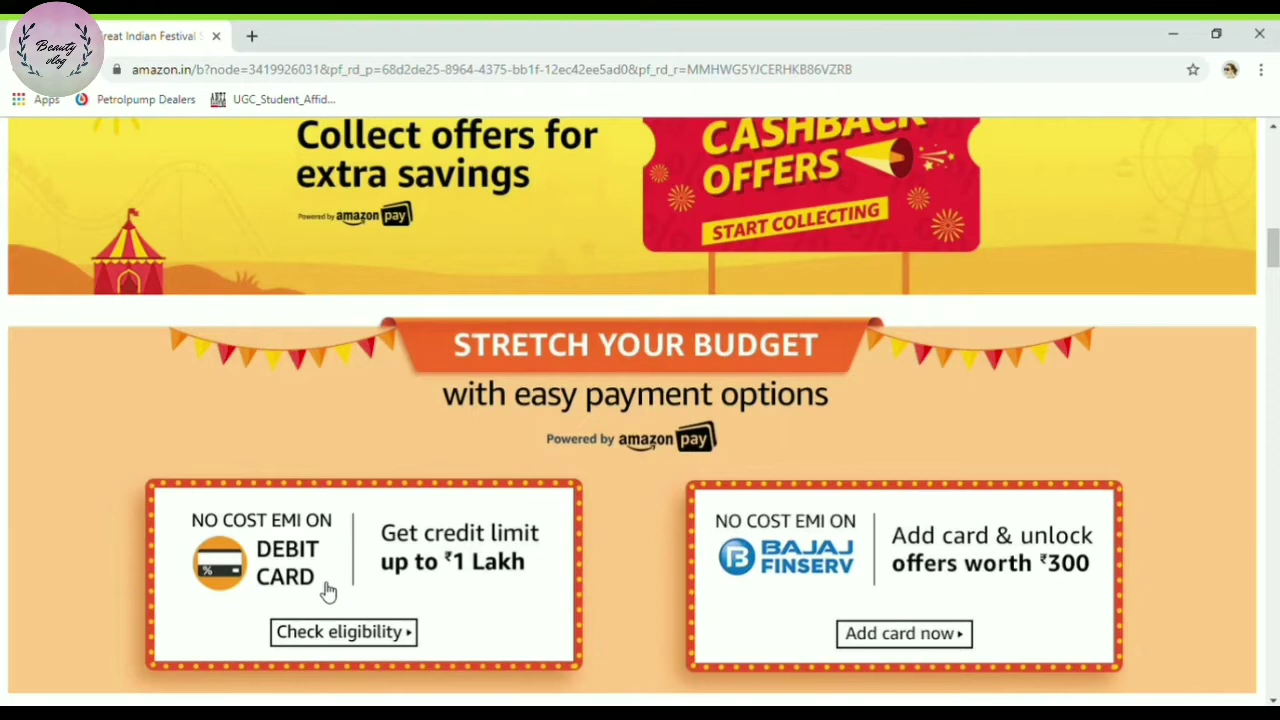 Beauty
vlog
reat Indian Festival
amazon.in/b?node=3419926031&pf_rd_p=68d2de25-8964-4375-bb1f-12ec42ee5ad0&pf_rd_r=MMHWG5YJCERHKB86VZRB
Apps Petrolpump Dealers UGC_Student_Affid...
Collect offers for
extra savings
Powered by amazon pay
CASHBACK
OFFERS
START COLLECTING
STRETCH YOUR BUDGET
with easy payment options
Powered by amazon pay
NO COST EMI ON
DEBIT
CARD
%
Get credit limit
up to ₹1 Lakh
Check eligibility
NO COST EMI ON
BAJAJ
FINSERV
Add card & unlock
offers worth ₹300
Add card now